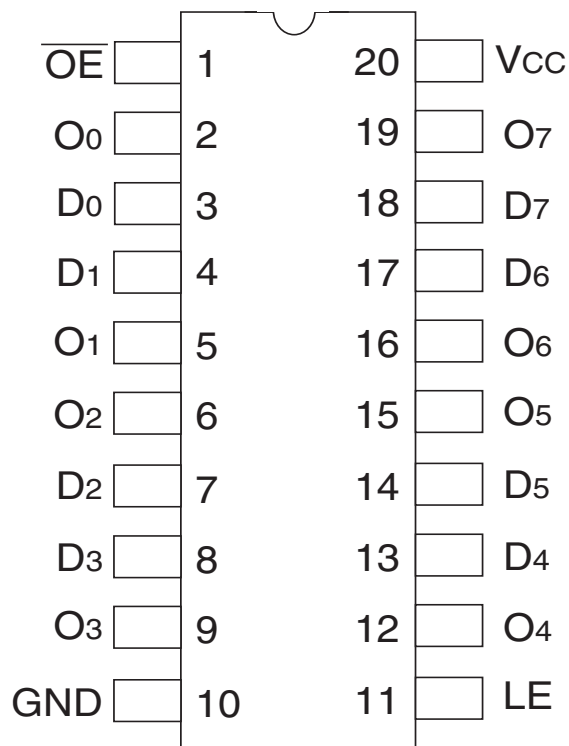 OE 1 20 VCC
O0 2 19 O7
D0 3 18 D7
D1 4 17 D6
O1 5 16 O6
O2 6 15 O5
D2 7 14 D5
D3 8 13 D4
O3 9 12 O4
GND 10 11 LE